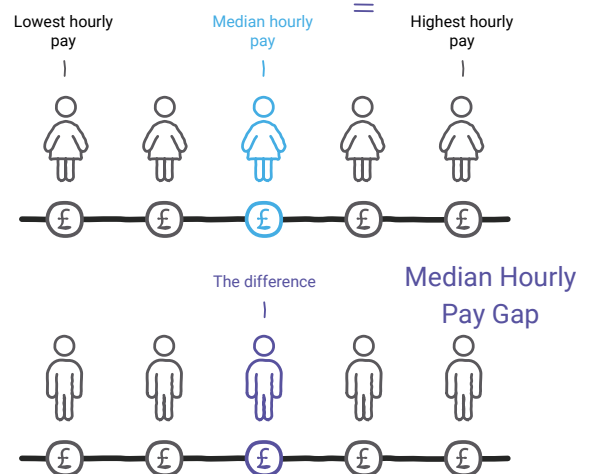 =
Lowest hourly
pay
Median hourly
pay
Highest hourly
pay
£ £ £ £ £
The difference
Median Hourly
Pay Gap
£ £ £ £ £